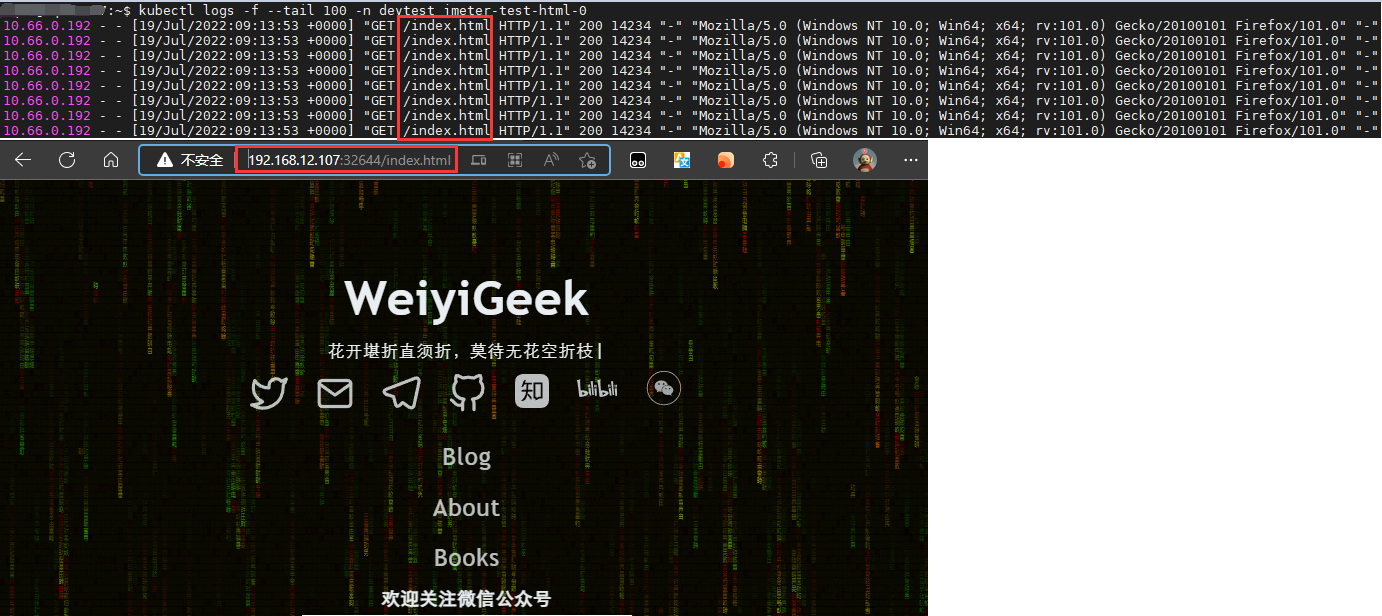 7:~$ kubectl logs -f --tail 100 -n devtest jmeter-test-html-0
10.66.0.192 - - [19/Jul/2022:09:13:53 +0000] "GET /index.html HTTP/1.1" 200 14234 "-" "Mozilla/5.0 (Windows NT 10.0; Win64; x64; rv:101.0) Gecko/20100101 Firefox/101.0" "-"
10.66.0.192 - - [19/Jul/2022:09:13:53 +0000] "GET /index.html HTTP/1.1" 200 14234 "-" "Mozilla/5.0 (Windows NT 10.0; Win64; x64; rv:101.0) Gecko/20100101 Firefox/101.0" "-"
10.66.0.192 - - [19/Jul/2022:09:13:53 +0000] "GET /index.html HTTP/1.1" 200 14234 "-" "Mozilla/5.0 (Windows NT 10.0; Win64; x64; rv:101.0) Gecko/20100101 Firefox/101.0" "-"
10.66.0.192 - - [19/Jul/2022:09:13:53 +0000] "GET /index.html HTTP/1.1" 200 14234 "-" "Mozilla/5.0 (Windows NT 10.0; Win64; x64; rv:101.0) Gecko/20100101 Firefox/101.0" "-"
10.66.0.192 - - [19/Jul/2022:09:13:53 +0000] "GET /index.html HTTP/1.1" 200 14234 "-" "Mozilla/5.0 (Windows NT 10.0; Win64; x64; rv:101.0) Gecko/20100101 Firefox/101.0" "-"
10.66.0.192 - - [19/Jul/2022:09:13:53 +0000] "GET /index.html HTTP/1.1" 200 14234 "-" "Mozilla/5.0 (Windows NT 10.0; Win64; x64; rv:101.0) Gecko/20100101 Firefox/101.0" "-"
10.66.0.192 - - [19/Jul/2022:09:13:53 +0000] "GET /index.html HTTP/1.1" 200 14234 "-" "Mozilla/5.0 (Windows NT 10.0; Win64; x64; rv:101.0) Gecko/20100101 Firefox/101.0" "-"
10.66.0.192 - - [19/Jul/2022:09:13:53 +0000] "GET /index.html HTTP/1.1" 200 14234 "-" "Mozilla/5.0 (Windows NT 10.0; Win64; x64; rv:101.0) Gecko/20100101 Firefox/101.0" "-"
不安全 192.168.12.107:32644/index.html
WeiyiGeek
花开堪折直须折，莫待无花空折枝|
知 bilibili
Blog
About
Books
欢迎关注微信公众号